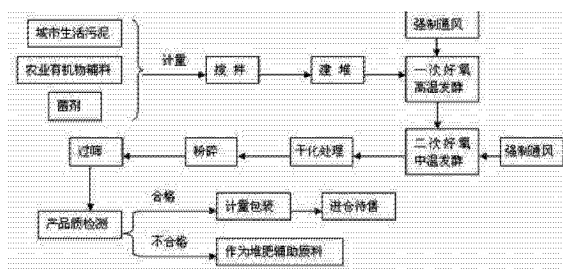 强制通风
城市生活污泥
农业有机物辅料
菌剂
计量
搅拌
建堆
一次好氧
高温发酵
过筛
粉碎
干化处理
二次好氧
中温发酵
强制通风
产品质检测
合格
计量包装
进仓待售
不合格
作为堆肥辅助原料